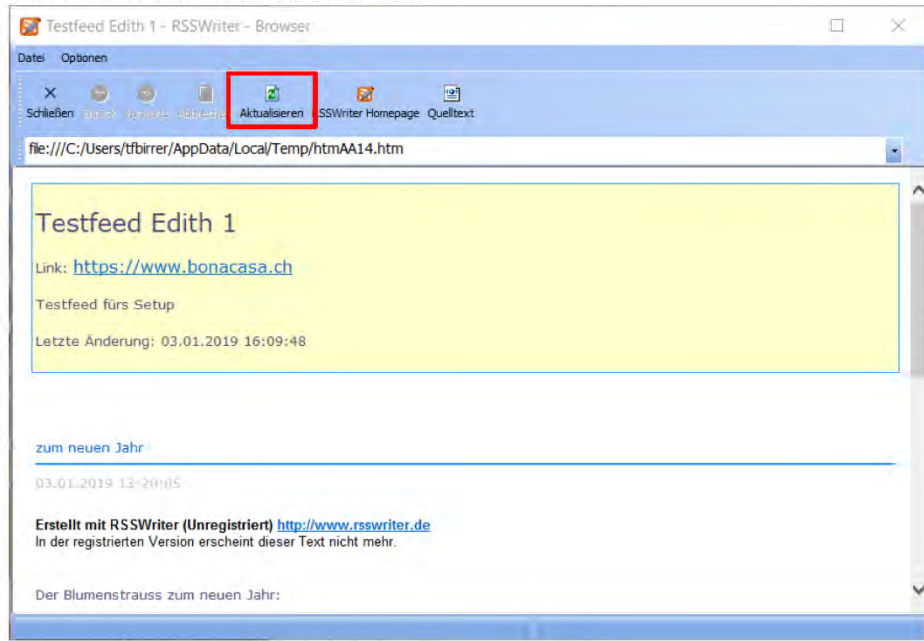 Testfeed Edith 1 - RSSWriter - Browser
Datei Optionen
Schließen Zurück Vorwärts Abbrechen Aktualisieren RSSWriter Homepage Quelltext
file:///C:/Users/tfbirrer/AppData/Local/Temp/htmAA14.htm
Testfeed Edith 1
Link: https://www.bonacasa.ch
Testfeed fürs Setup
Letzte Änderung: 03.01.2019 16:09:48
zum neuen Jahr
03.01.2019 13:20:05
Erstellt mit RSSWriter (Unregistriert) http://www.rsswriter.de
In der registrierten Version erscheint dieser Text nicht mehr.
Der Blumenstrauss zum neuen Jahr: